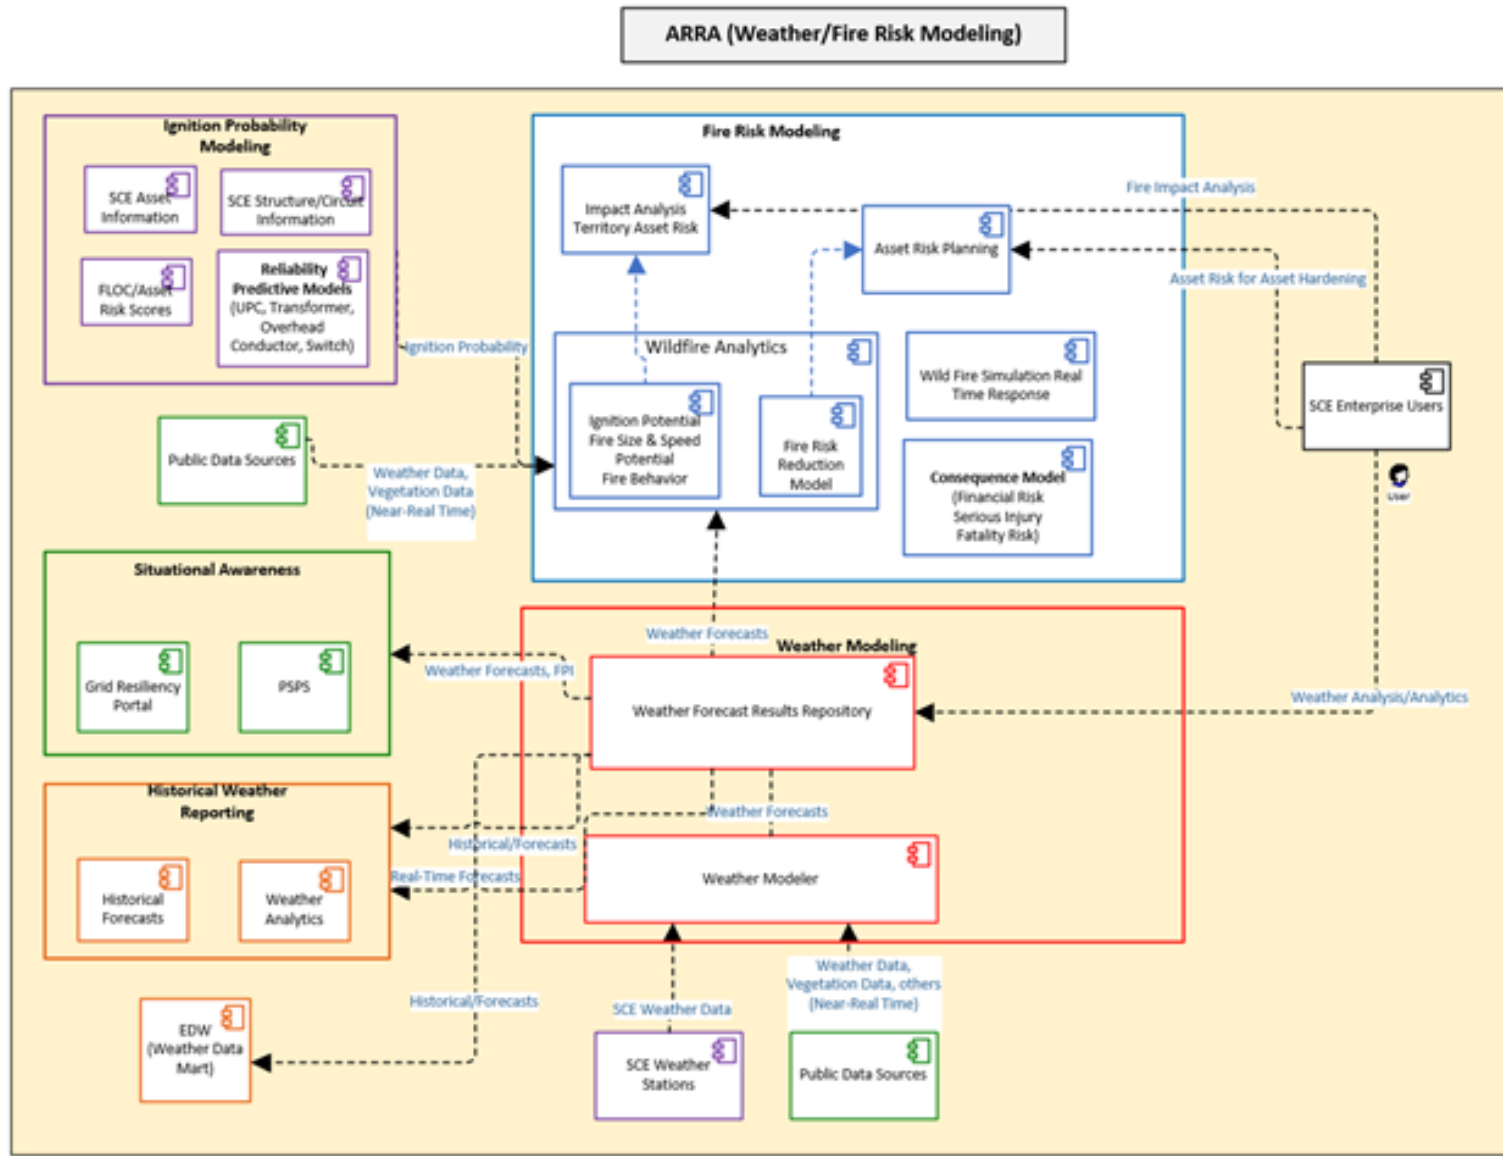 ARRA (Weather/Fire Risk Modeling)
Ignition Probability
Modeling
SCE Asset
Information
SCE Structure/Circuit
Information
FLOC/Asset
Risk Scores
Reliability
Predictive Models
(UPC, Transformer,
Overhead
Conductor, Switch)
Ignition Probability
Public Data Sources
Weather Data,
Vegetation Data
(Near-Real Time)
Fire Risk Modeling
Impact Analysis
Territory Asset Risk
Asset Risk Planning
Fire Impact Analysis
Asset Risk for Asset Hardening
Wildfire Analytics
Ignition Potential
Fire Size & Speed
Potential
Fire Behavior
Fire Risk
Reduction
Model
Wild Fire Simulation Real
Time Response
Consequence Model
(Financial Risk
Serious Injury
Fatality Risk)
SCE Enterprise Users
User
Situational Awareness
Grid Resiliency
Portal
PSPS
Weather Forecasts, FPI
Weather Forecasts
Weather Modeling
Weather Forecast Results Repository
Weather Analysis/Analytics
Weather Forecasts
Weather Modeler
Historical Weather
Reporting
Historical
Forecasts
Weather
Analytics
Historical/Forecasts
Real-Time Forecasts
Historical/Forecasts
EDW
(Weather Data
Mart)
SCE Weather Data
SCE Weather
Stations
Weather Data,
Vegetation Data, others
(Near-Real Time)
Public Data Sources